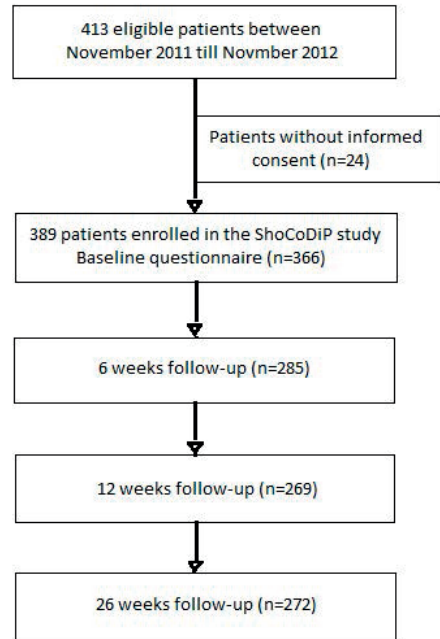 413 eligible patients between
November 2011 till Novmber 2012
Patients without informed
consent (n=24)
389 patients enrolled in the ShoCoDiP study
Baseline questionnaire (n=366)
6 weeks follow-up (n=285)
12 weeks follow-up (n=269)
26 weeks follow-up (n=272)